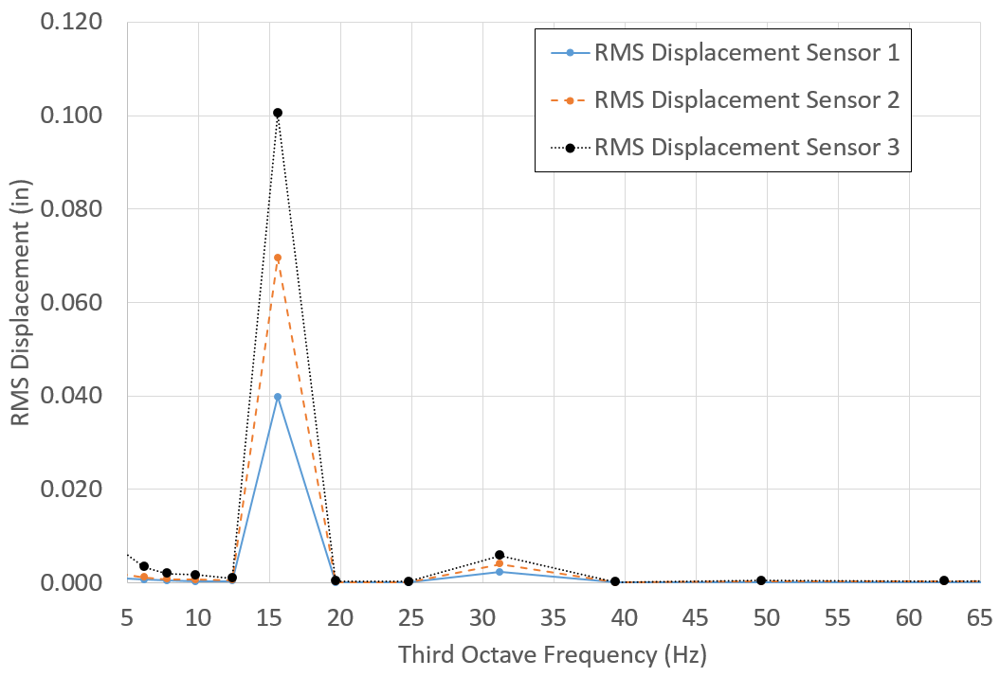 0.120
RMS Displacement Sensor 1
0.100
RMS Displacement Sensor 2
RMS Displacement Sensor 3
0.080
RMS Displacement (in)
0.060
0.040
0.020
0.000
5 10 15 20 25 30 35 40 45 50 55 60 65
Third Octave Frequency (Hz)